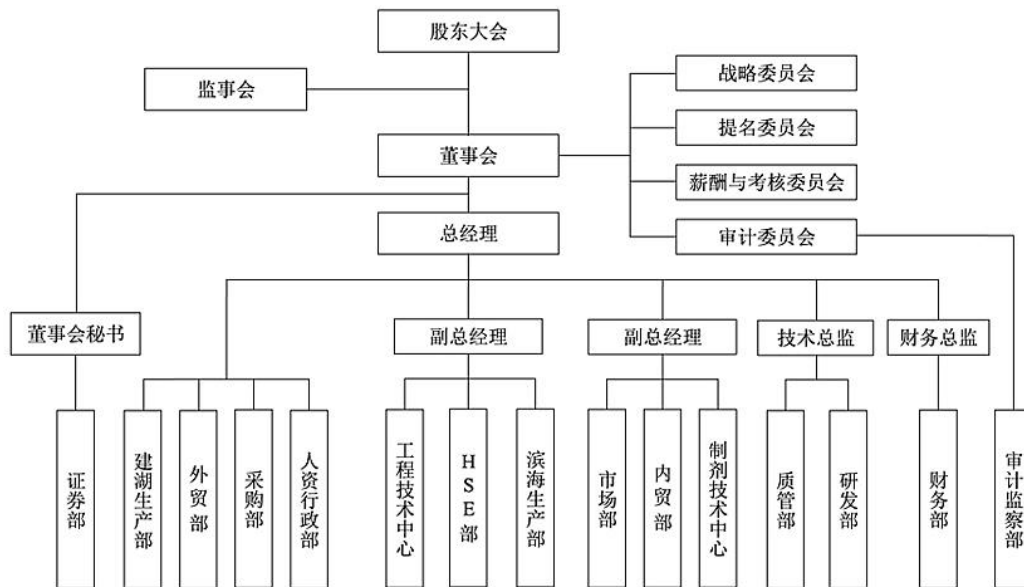 股东大会
监事会
战略委员会
提名委员会
董事会
薪酬与考核委员会
总经理
审计委员会
董事会秘书
副总经理
副总经理
技术总监
财务总监
证券部
建湖生产部
外贸部
采购部
人资行政部
工程技术中心
HSE部
滨海生产部
市场部
内贸部
制剂技术中心
质管部
研发部
财务部
审计监察部